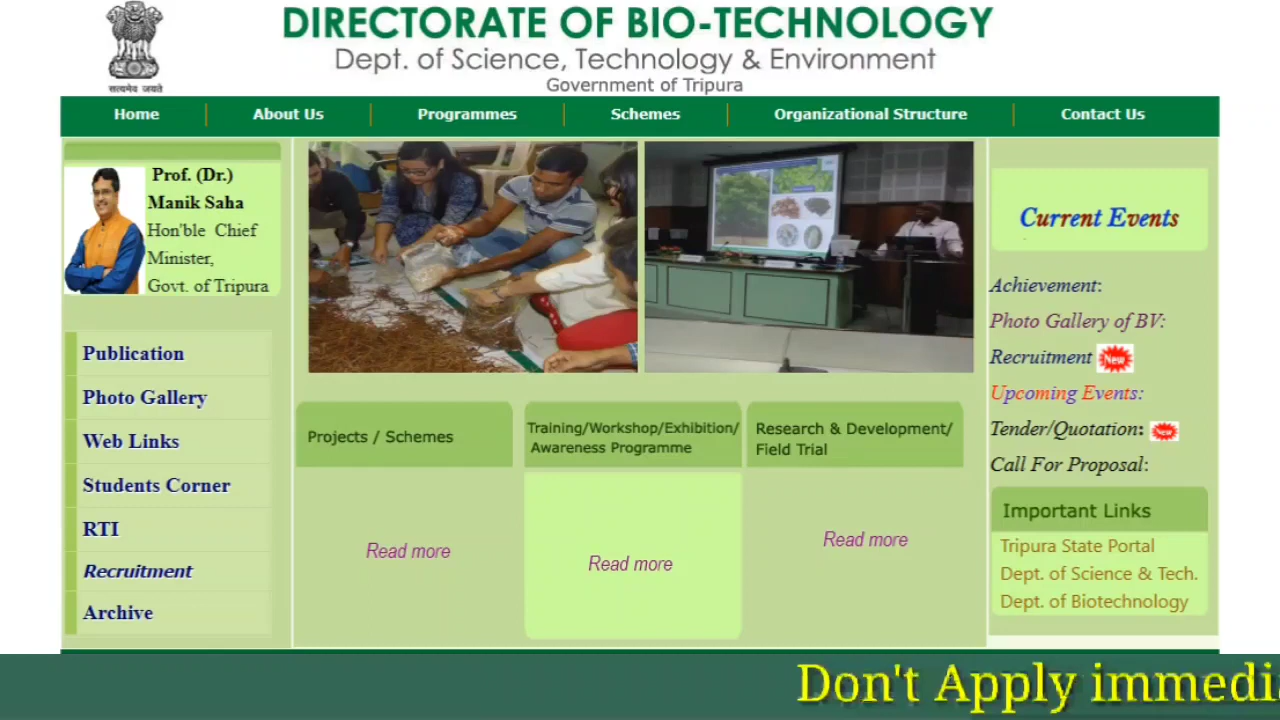 सत्यमेव जयते
DIRECTORATE OF BIO-TECHNOLOGY
Dept. of Science, Technology & Environment
Government of Tripura
Home
About Us
Programmes
Schemes
Organizational Structure
Contact Us
Prof. (Dr.)
Manik Saha
Hon'ble Chief
Minister,
Govt. of Tripura
Publication
Photo Gallery
Web Links
Students Corner
RTI
Recruitment
Archive
Projects / Schemes
Read more
Training/Workshop/Exhibition/
Awareness Programme
Read more
Research & Development/
Field Trial
Read more
Current Events
Achievement:
Photo Gallery of BV:
Recruitment New
Upcoming Events:
Tender/Quotation: New
Call For Proposal:
Important Links
Tripura State Portal
Dept. of Science & Tech.
Dept. of Biotechnology
Don't Apply immedi